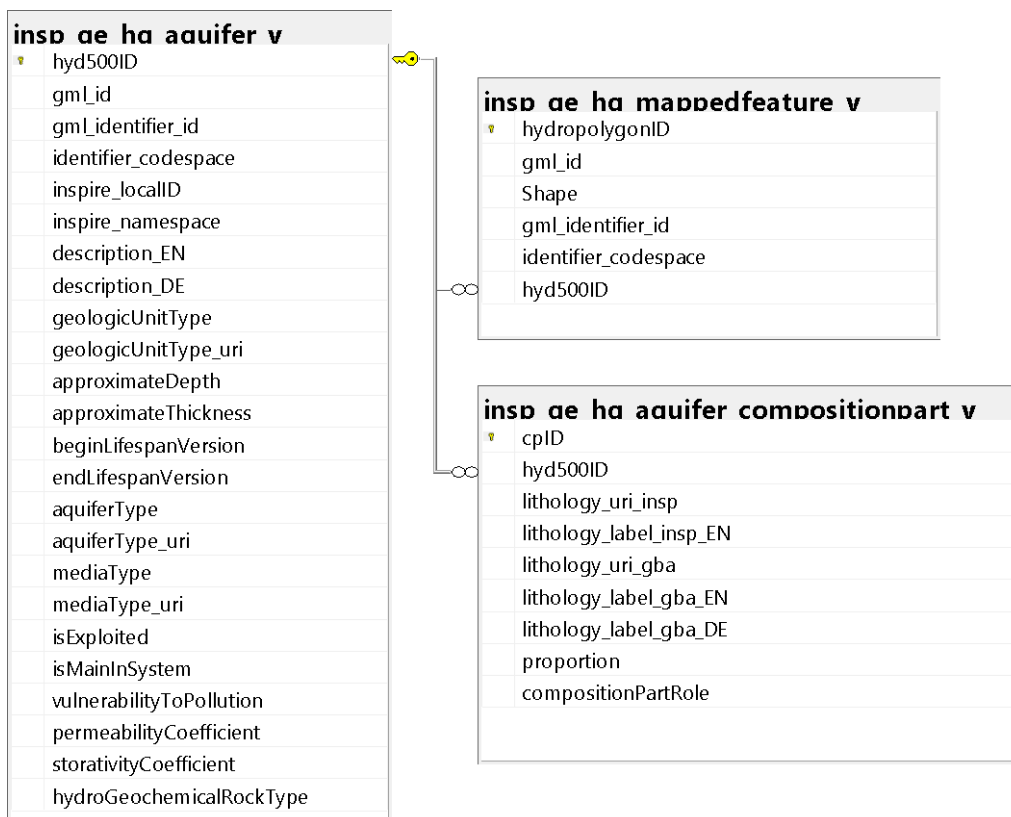 insp_ge_hg_aquifer_v
hyd500ID
gml_id
gml_identifier_id
identifier_codespace
inspire_localID
inspire_namespace
description_EN
description_DE
geologicUnitType
geologicUnitType_uri
approximateDepth
approximateThickness
beginLifespanVersion
endLifespanVersion
aquiferType
aquiferType_uri
mediaType
mediaType_uri
isExploited
isMainInSystem
vulnerabilityToPollution
permeabilityCoefficient
storativityCoefficient
hydroGeochemicalRockType
insp_ge_hg_mappedfeature_v
hydropolygonID
gml_id
Shape
gml_identifier_id
identifier_codespace
hyd500ID
insp_ge_hg_aquifer_compositionpart_v
cpID
hyd500ID
lithology_uri_insp
lithology_label_insp_EN
lithology_uri_gba
lithology_label_gba_EN
lithology_label_gba_DE
proportion
compositionPartRole